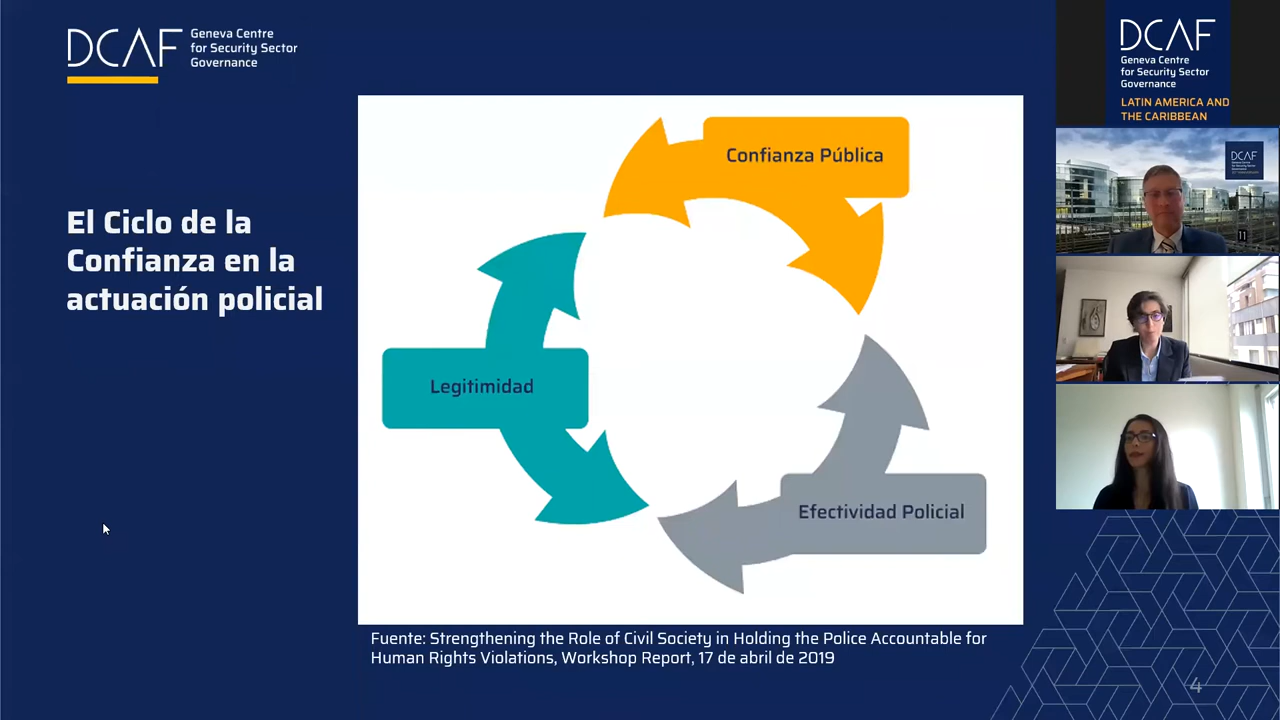 DCAF
Geneva Centre
for Security Sector
Governance
El Ciclo de la
Confianza en la
actuación policial
Confianza Pública
Legitimidad
Efectividad Policial
Fuente: Strengthening the Role of Civil Society in Holding the Police Accountable for
Human Rights Violations, Workshop Report, 17 de abril de 2019
4
DCAF
Geneva Centre
for Security Sector
Governance
LATIN AMERICA AND
THE CARIBBEAN
DCAF